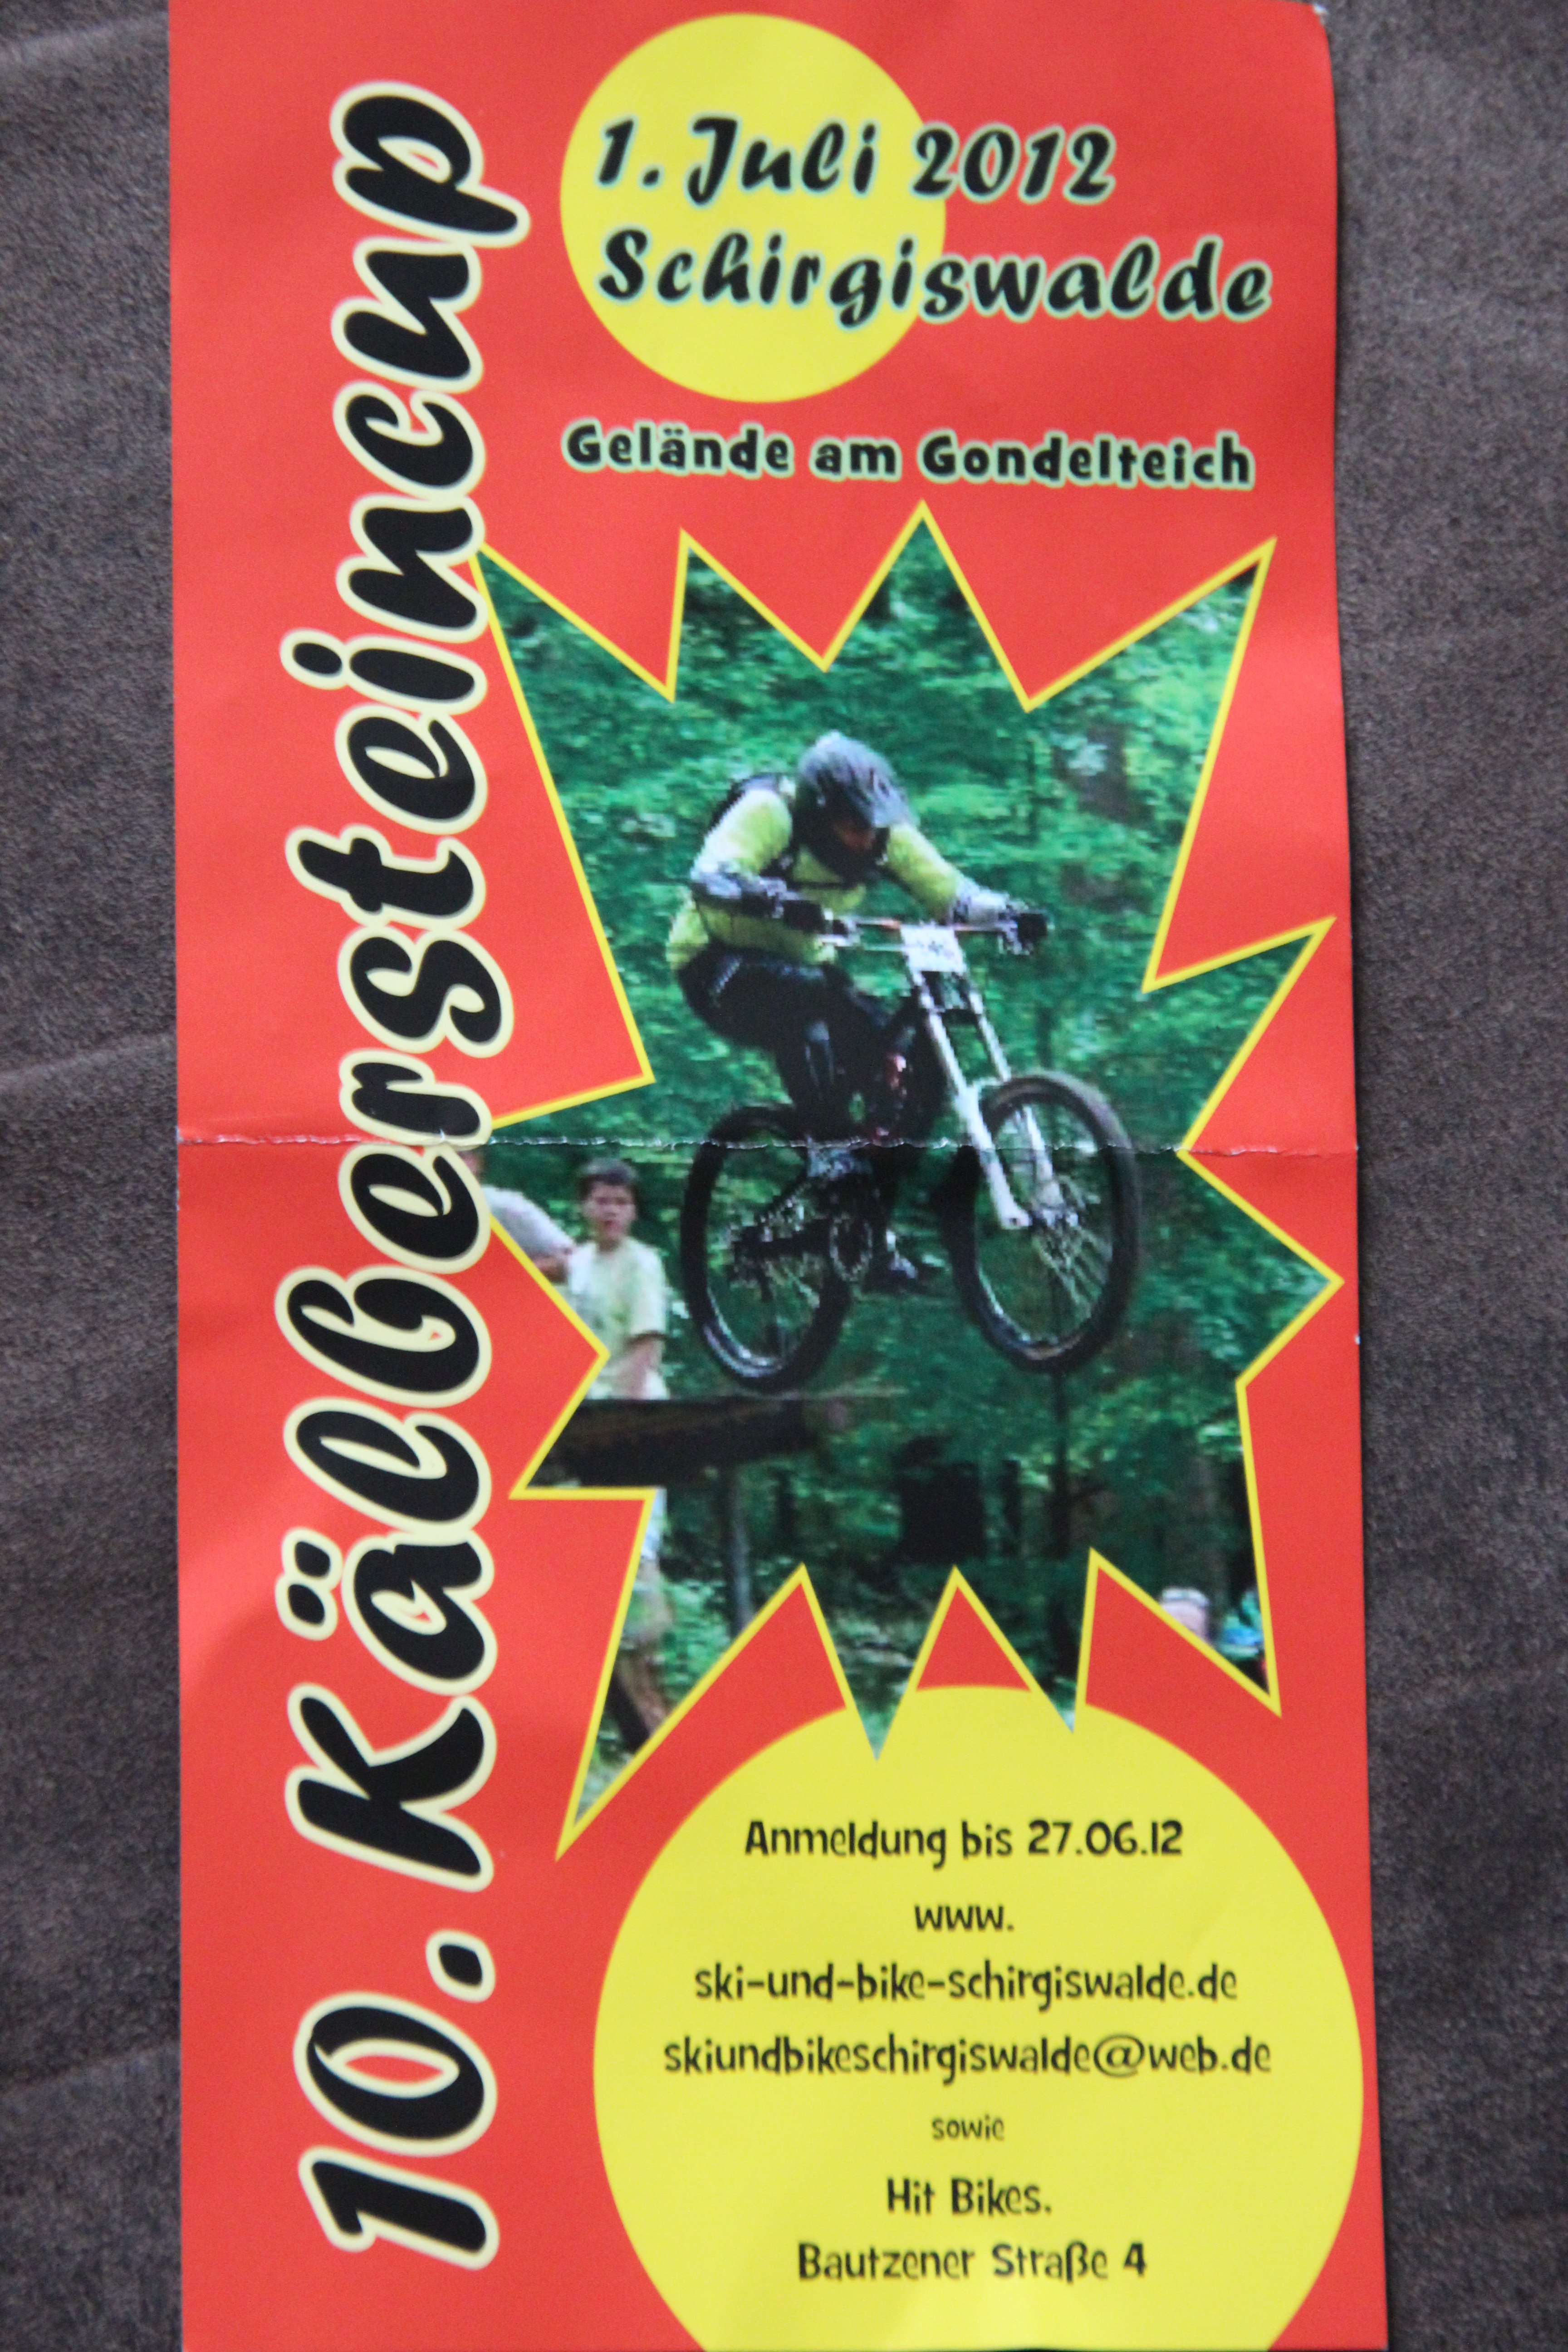 10. Kälbersteincup
1. Juli 2012
Schirgiswalde
Gelände am Gondelteich
Anmeldung bis 27.06.12
www.
ski-und-bike-schirgiswalde.de
skiundbikeschirgiswalde@web.de
sowie
Hit Bikes.
Bautzener Straße 4